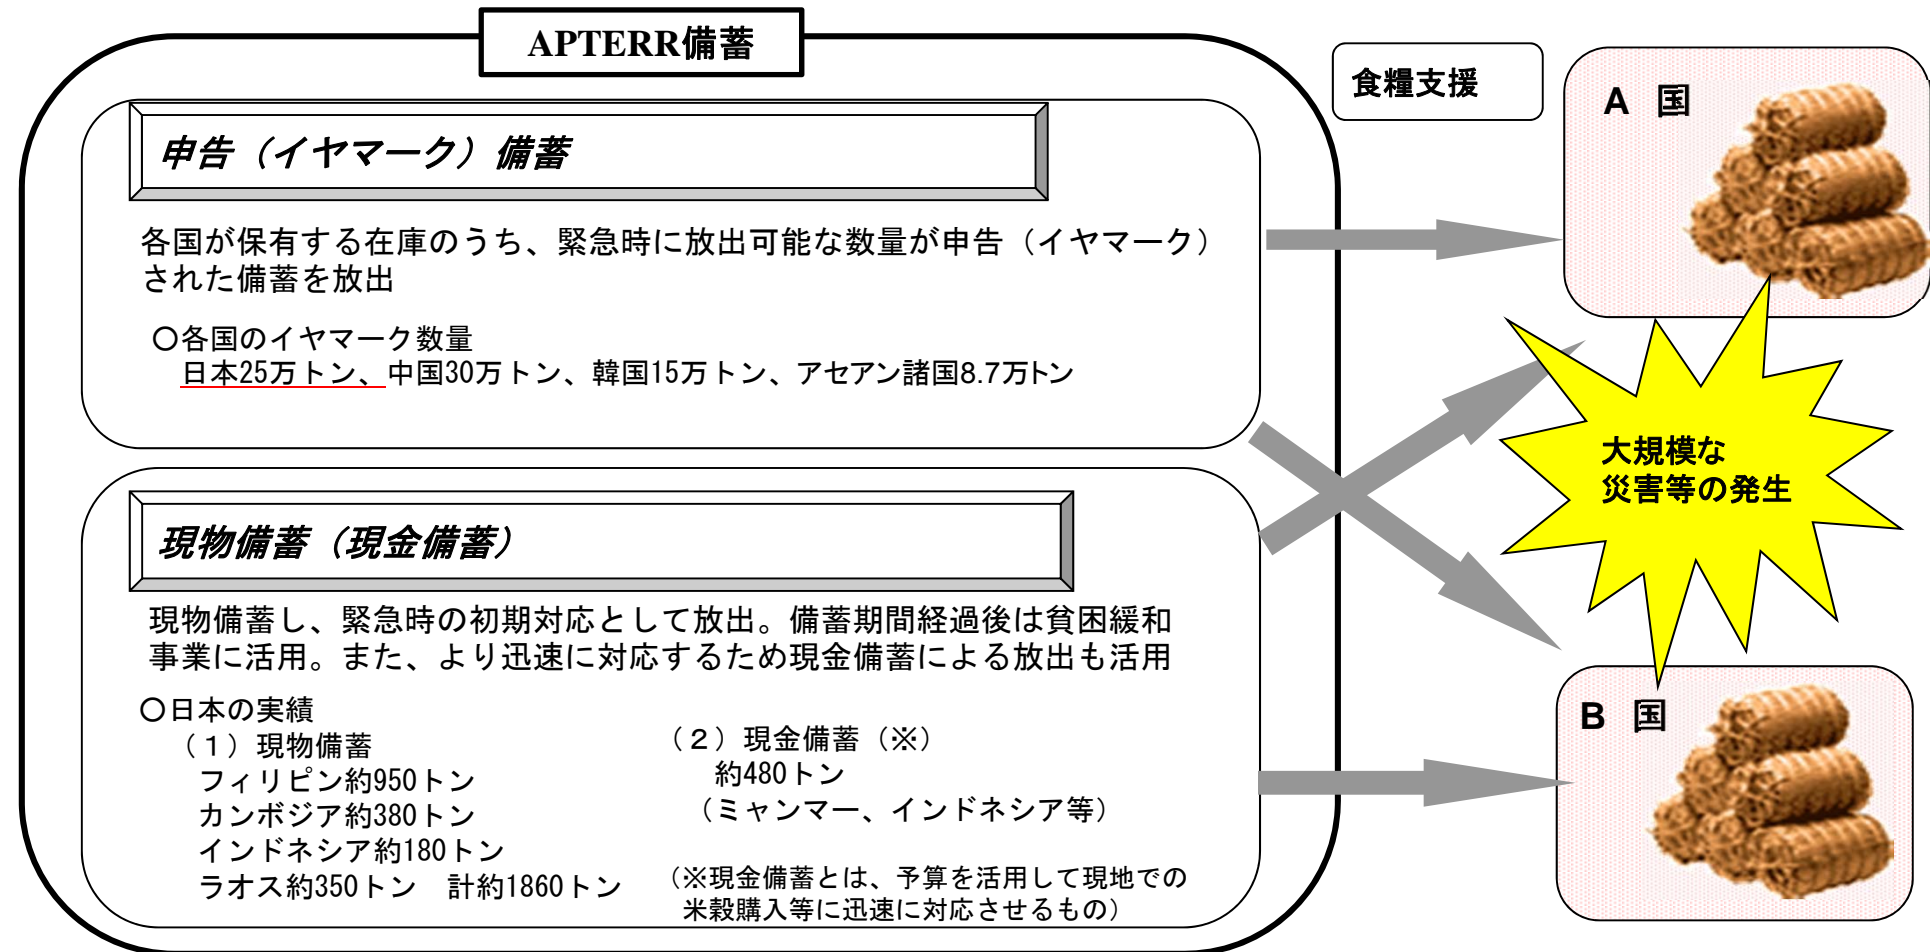 APTERR備蓄
申告（イヤマーク）備蓄
各国が保有する在庫のうち、緊急時に放出可能な数量が申告（イヤマーク）
された備蓄を放出
〇各国のイヤマーク数量
日本25万トン、中国30万トン、韓国15万トン、アセアン諸国8.7万トン
現物備蓄（現金備蓄）
現物備蓄し、緊急時の初期対応として放出。備蓄期間経過後は貧困緩和
事業に活用。また、より迅速に対応するため現金備蓄による放出も活用
〇日本の実績
（１）現物備蓄
フィリピン約950トン
カンボジア約380トン
インドネシア約180トン
ラオス約350トン　計約1860トン
（２）現金備蓄（※）
約480トン
（ミャンマー、インドネシア等）
（※現金備蓄とは、予算を活用して現地での
米穀購入等に迅速に対応させるもの）
食糧支援
A　国
大規模な
災害等の発生
B　国